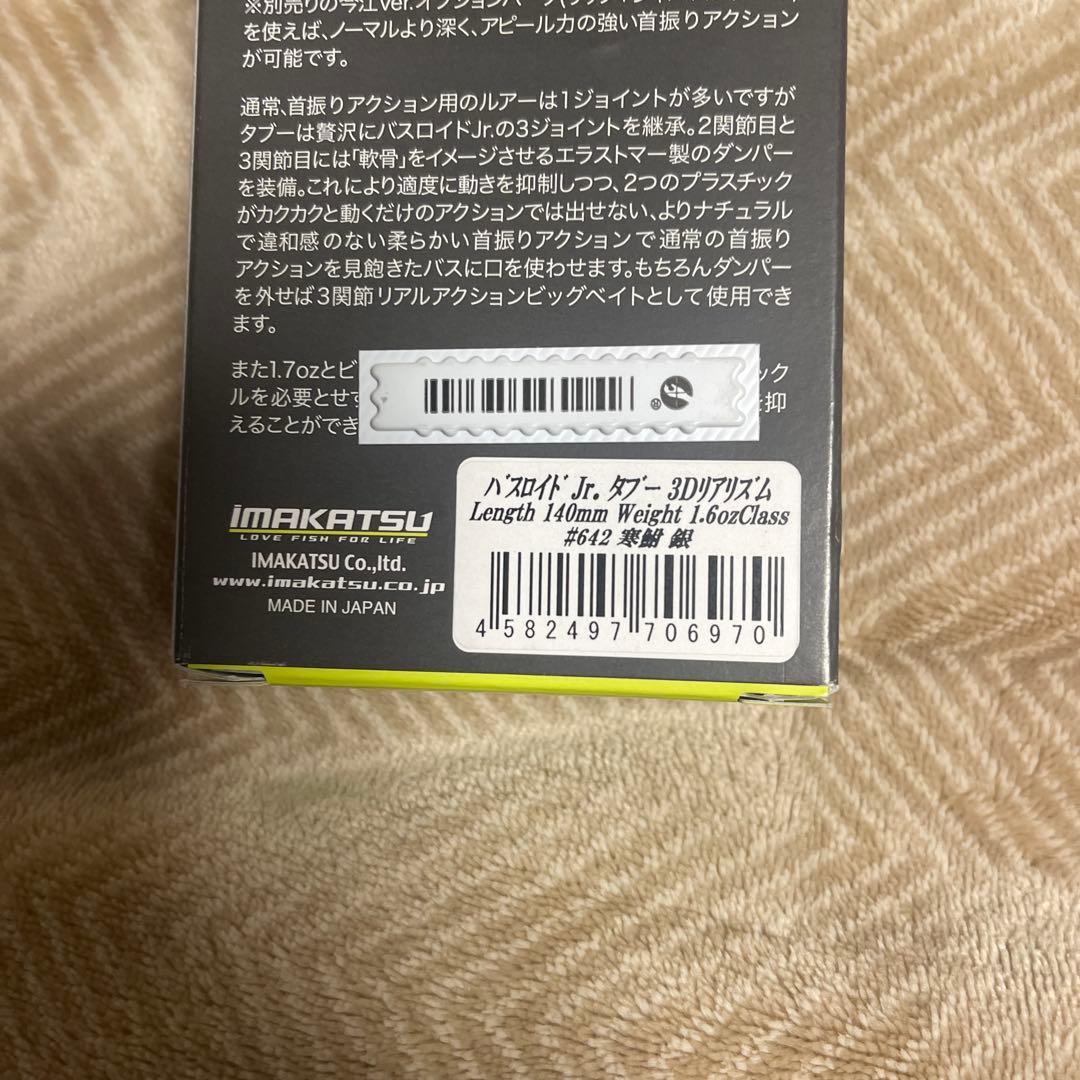 ※別売りの今江ver.オプションパーツ
を使えば、ノーマルより深く、アピール力の強い首振りアクション
が可能です。
通常、首振りアクション用のルアーは1ジョイントが多いですが
タブーは贅沢にバスロイドJr.の3ジョイントを継承。2関節目と
3関節目には「軟骨」をイメージさせるエラストマー製のダンパー
を装備。これにより適度に動きを抑制しつつ、2つのプラスチック
がカクカクと動くだけのアクションでは出せない、よりナチュラル
で違和感のない柔らかい首振りアクションで通常の首振り
アクションを見飽きたバスに口を使わせます。もちろんダンパー
を外せば3関節リアルアクションビッグベイトとして使用でき
ます。
また1.7ozとビ ック
ルを必要とせず を抑
えることができ
IMAKATSU
LOVE FISH FOR LIFE
IMAKATSU Co.,ltd.
www.imakatsu.co.jp
MADE IN JAPAN
ﾊﾞｽﾛｲﾄﾞ Jr. ﾀﾌﾞｰ 3Dﾘｱﾘｽﾞﾑ
Length 140mm Weight 1.6ozClass
#642 寒鮒 銀
4 582497 706970